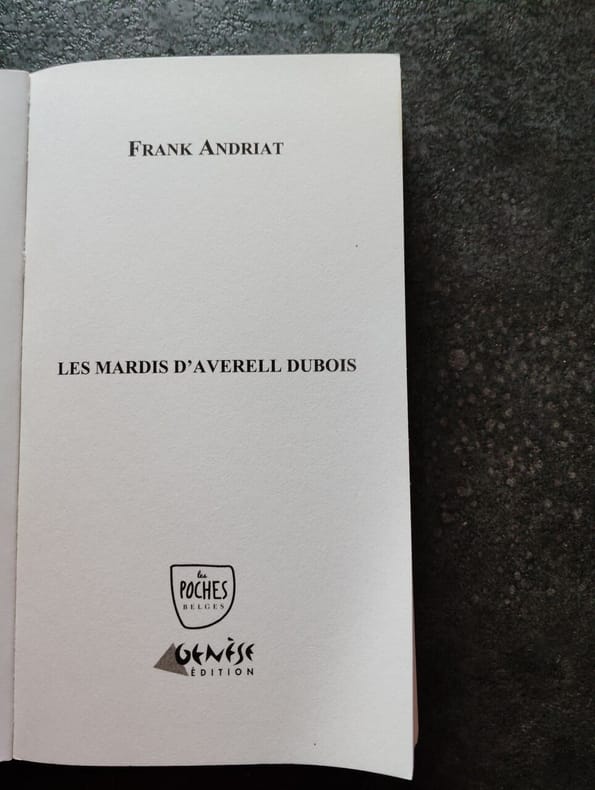 FRANK ANDRIAT
LES MARDIS D'AVERELL DUBOIS
les
POCHES
BELGES
GENÈSE
ÉDITION